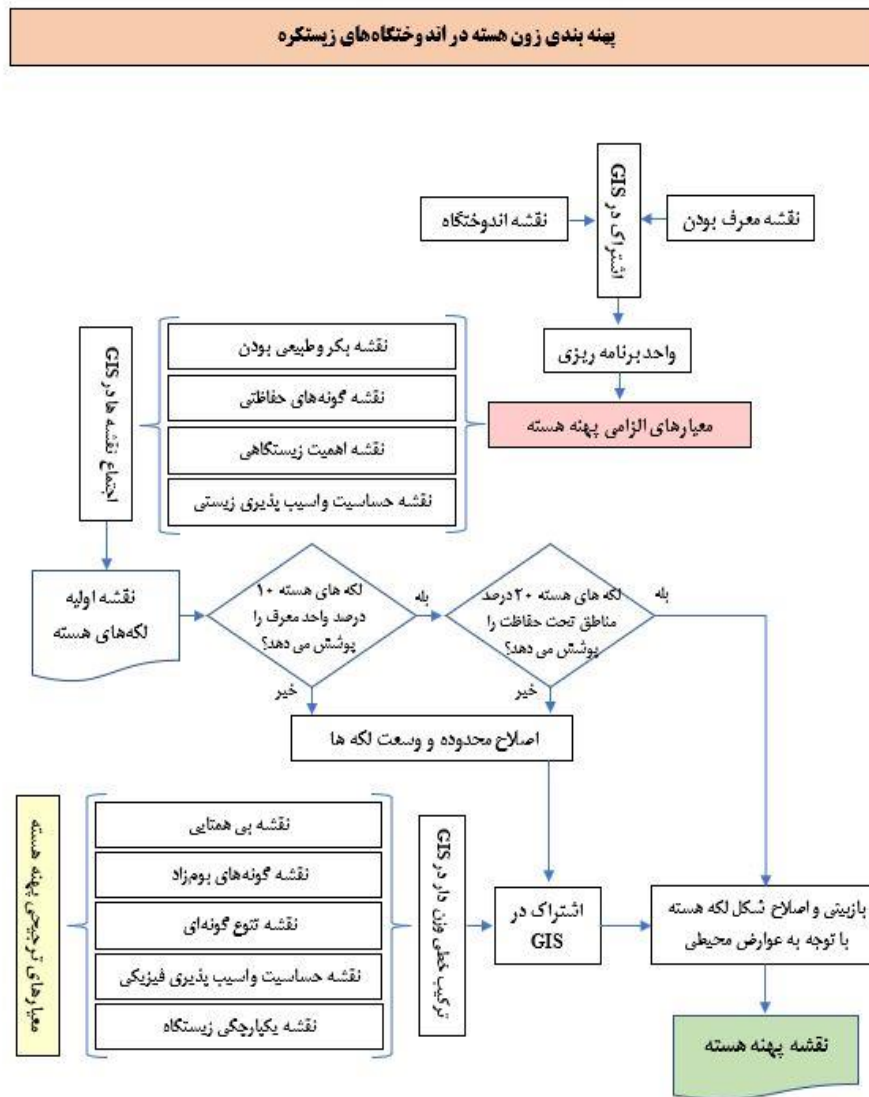 پهنه بندی زون هسته در اندوختگاه‌های زیستکره
نقشه معرف بودن
اشتراک در GIS
نقشه اندوختگاه
واحد برنامه ریزی
معیارهای الزامی پهنه هسته
نقشه بکر وطبیعی بودن
نقشه گونه‌های حفاظتی
نقشه اهمیت زیستگاهی
نقشه حساسیت واسیب پذیری زیستی
اجتماع نقشه ها در GIS
نقشه اولیه
لکه‌های هسته
لکه های هسته ۱۰
درصد واحد معرف را
پوشش می دهد؟
بله
لکه های هسته ۲۰درصد
مناطق تحت حفاظت را
پوشش می دهد؟
بله
خیر
خیر
اصلاح محدوده و وسعت لکه ها
معیارهای ترجیحی پهنه هسته
نقشه بی همتایی
نقشه گونه‌های بوم‌زاد
نقشه تنوع گونه‌ای
نقشه حساسیت واسیب پذیری فیزیکی
نقشه یکپارچگی زیستگاه
ترکیب خطی وزن دار در GIS
اشتراک در
GIS
بازبینی و اصلاح شکل لکه هسته
با توجه به عوارض محیطی
نقشه پهنه هسته